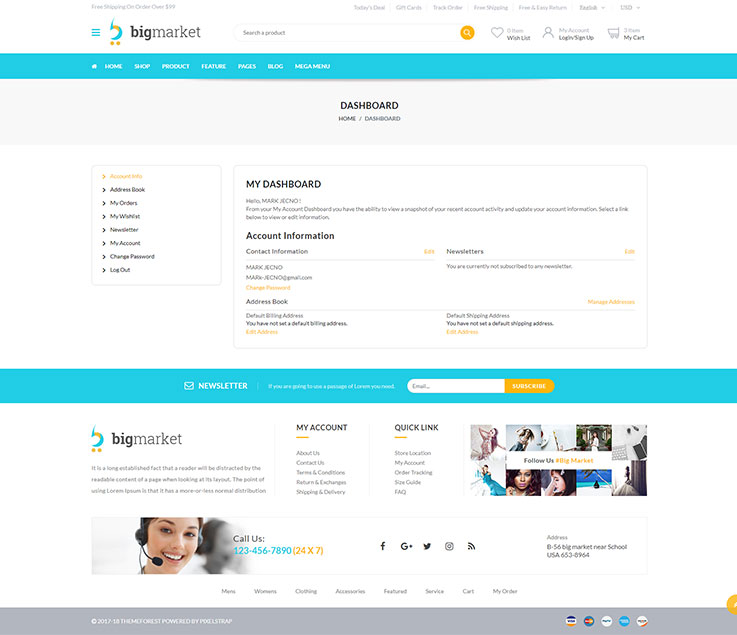 Free Shipping On Order Over $99
Today's Deal Gift Cards Track Order Free Shipping Free & Easy Return English USD
bigmarket
Search a product
0 Item
Wish List
My Account
Login/Sign Up
3 Item
My Cart
HOME SHOP PRODUCT FEATURE PAGES BLOG MEGA MENU
DASHBOARD
HOME / DASHBOARD
Account Info
Address Book
My Orders
My Wishlist
Newsletter
My Account
Change Password
Log Out
MY DASHBOARD
Hello, MARK JECNO !
From your My Account Dashboard you have the ability to view a snapshot of your recent account activity and update your account information. Select a link
below to view or edit information.
Account Information
Contact Information Edit
MARK JECNO
MARk-JECNO@gmail.com
Change Password
Newsletters Edit
You are currently not subscribed to any newsletter.
Address Book Manage Addresses
Default Billing Address
You have not set a default billing address.
Edit Address
Default Shipping Address
You have not set a default shipping address.
Edit Address
NEWSLETTER
If you are going to use a passage of Lorem you need.
Email...
SUBSCRIBE
bigmarket
It is a long established fact that a reader will be distracted by the
readable content of a page when looking at its layout. The point of
using Lorem Ipsum is that it has a more-or-less normal distribution
MY ACCOUNT
About Us
Contact Us
Terms & Conditions
Return & Exchanges
Shipping & Delivery
QUICK LINK
Store Location
My Account
Order Tracking
Size Guide
FAQ
Follow Us #Big Market
Call Us:
123-456-7890 (24 X 7)
G+
Address
B-56 big market near School
USA 653-8964
Mens Womens Clothing Accessories Featured Service Cart My Order
© 2017-18 THEMEFOREST POWERED BY PIXELSTRAP
VISA